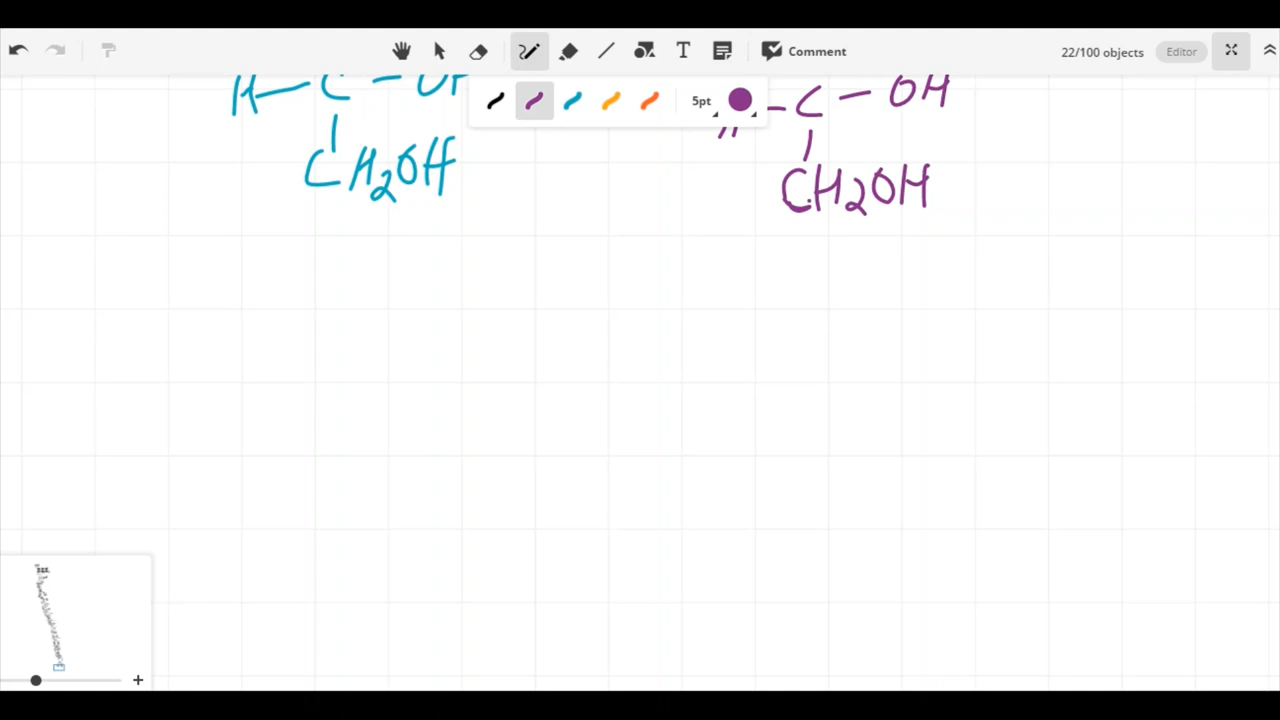 Comment
22/100 objects
Editor
5pt
H C
CH2OH
C OH
CH2OH